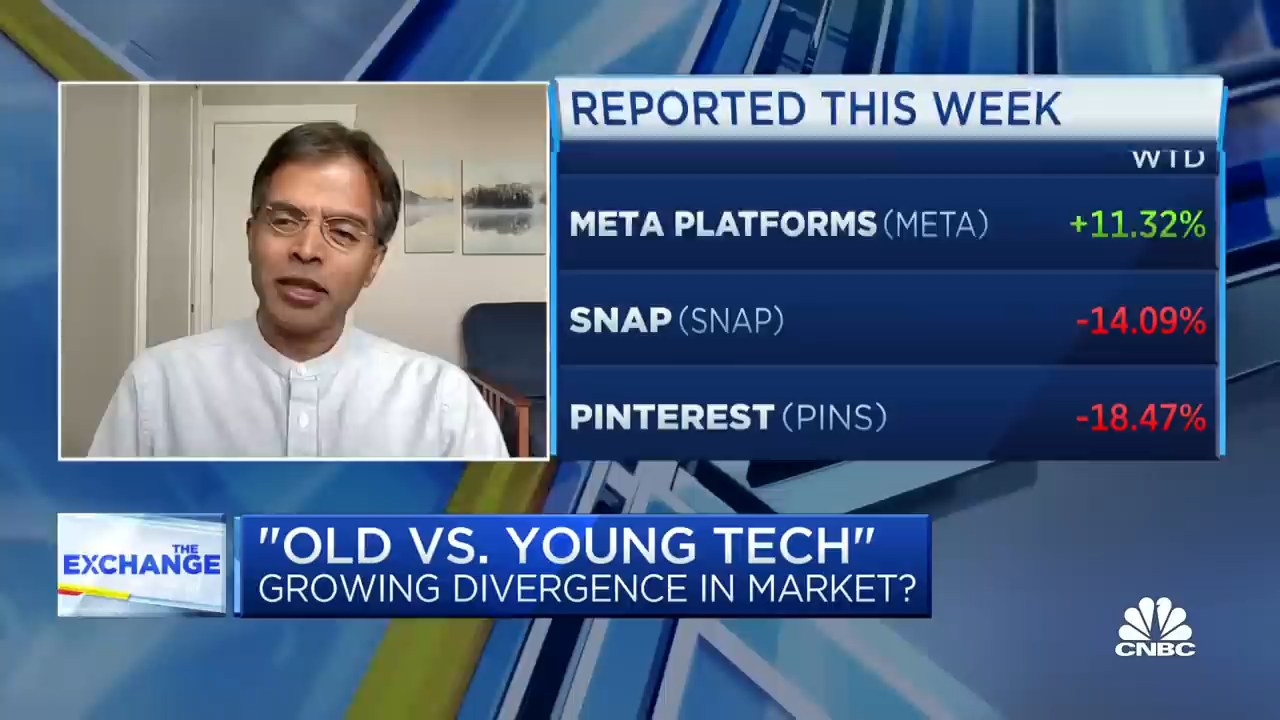 REPORTED THIS WEEK
WTD
META PLATFORMS (META) +11.32%
SNAP (SNAP) -14.09%
PINTEREST (PINS) -18.47%
THE
EXCHANGE
"OLD VS. YOUNG TECH"
GROWING DIVERGENCE IN MARKET?
CNBC